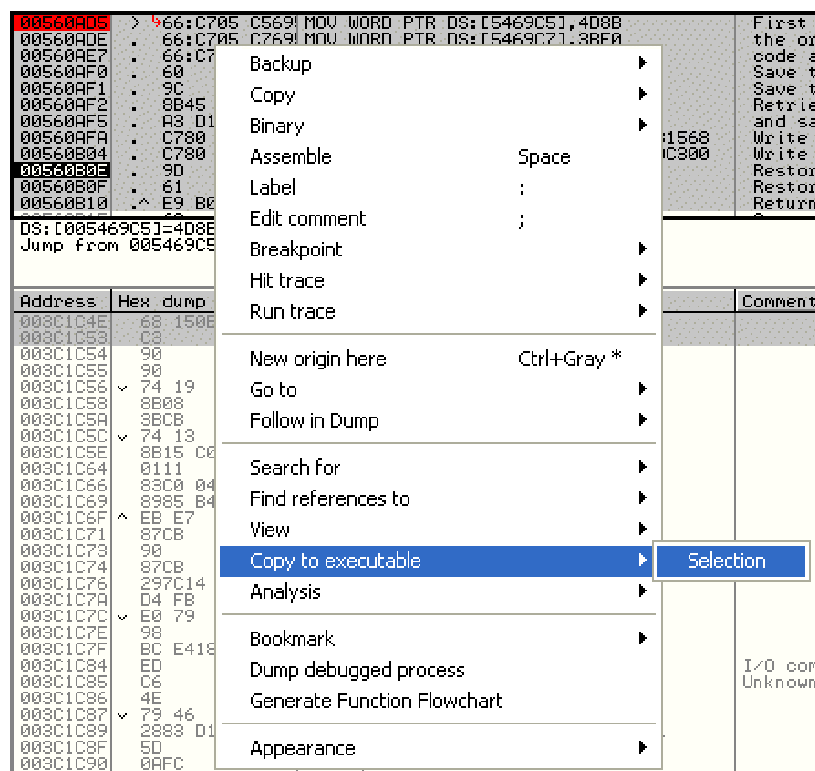 00560AD5 > 66:C705 C569 MOV WORD PTR DS:[5469C5],4D8B First
00560ADE . 66:C705 C769 MOV WORD PTR DS:[5469C7],3BF0 the or
00560AE7 . 66:C7 code a
00560AF0 . 60 Save t
00560AF1 . 9C Save t
00560AF2 . 8B45 Retrie
00560AF5 . A3 D1 and sa
00560AFA . C780 :1568 Write
00560B04 . C780 C300 Write
00560B0E . 9D Restor
00560B0F . 61 Restor
00560B10 .^ E9 B0 Return
DS:[005469C5]=4D8B
Jump from 005469C5
Backup
Copy
Binary
Assemble Space
Label :
Edit comment ;
Breakpoint
Hit trace
Run trace
New origin here Ctrl+Gray *
Go to
Follow in Dump
Search for
Find references to
View
Copy to executable Selection
Analysis
Bookmark
Dump debugged process
Generate Function Flowchart
Appearance
Address Hex dump Comment
003C1C4E 68 150E
003C1C53 C3
003C1C54 90
003C1C55 90
003C1C56 74 19
003C1C58 8B08
003C1C5A 3BCB
003C1C5C 74 13
003C1C5E 8B15 C0
003C1C64 0111
003C1C66 83C0 04
003C1C69 8985 B4
003C1C6F ^ EB E7
003C1C71 87CB
003C1C73 90
003C1C74 87CB
003C1C76 297C14
003C1C7A D4 FB
003C1C7C E0 79
003C1C7E 98
003C1C7F BC E418
003C1C84 ED I/O com
003C1C85 C6 Unknown
003C1C86 4E
003C1C87 79 46
003C1C89 2883 D1
003C1C8F 5D
003C1C90 0AFC